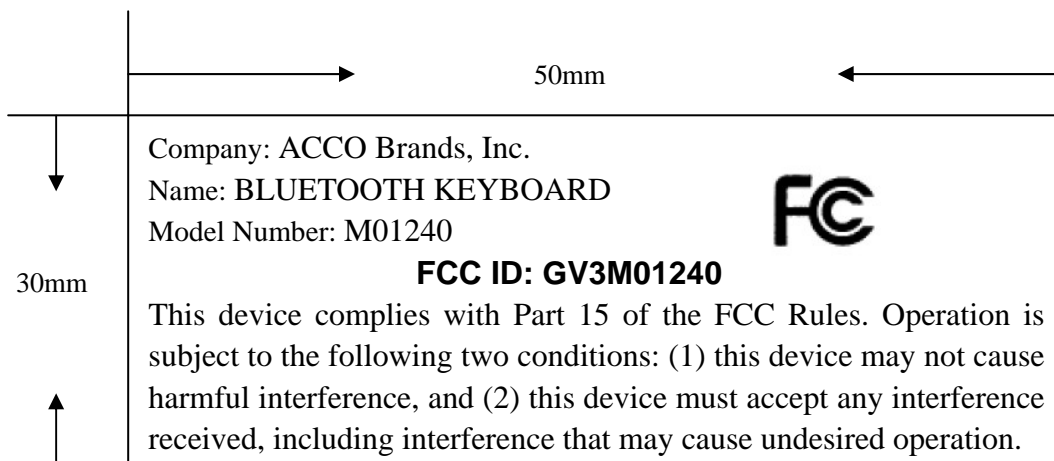 50mm
Company: ACCO Brands, Inc.
Name: BLUETOOTH KEYBOARD
Model Number: M01240
FC
FCC ID: GV3M01240
30mm
This device complies with Part 15 of the FCC Rules. Operation is
subject to the following two conditions: (1) this device may not cause
harmful interference, and (2) this device must accept any interference
received, including interference that may cause undesired operation.